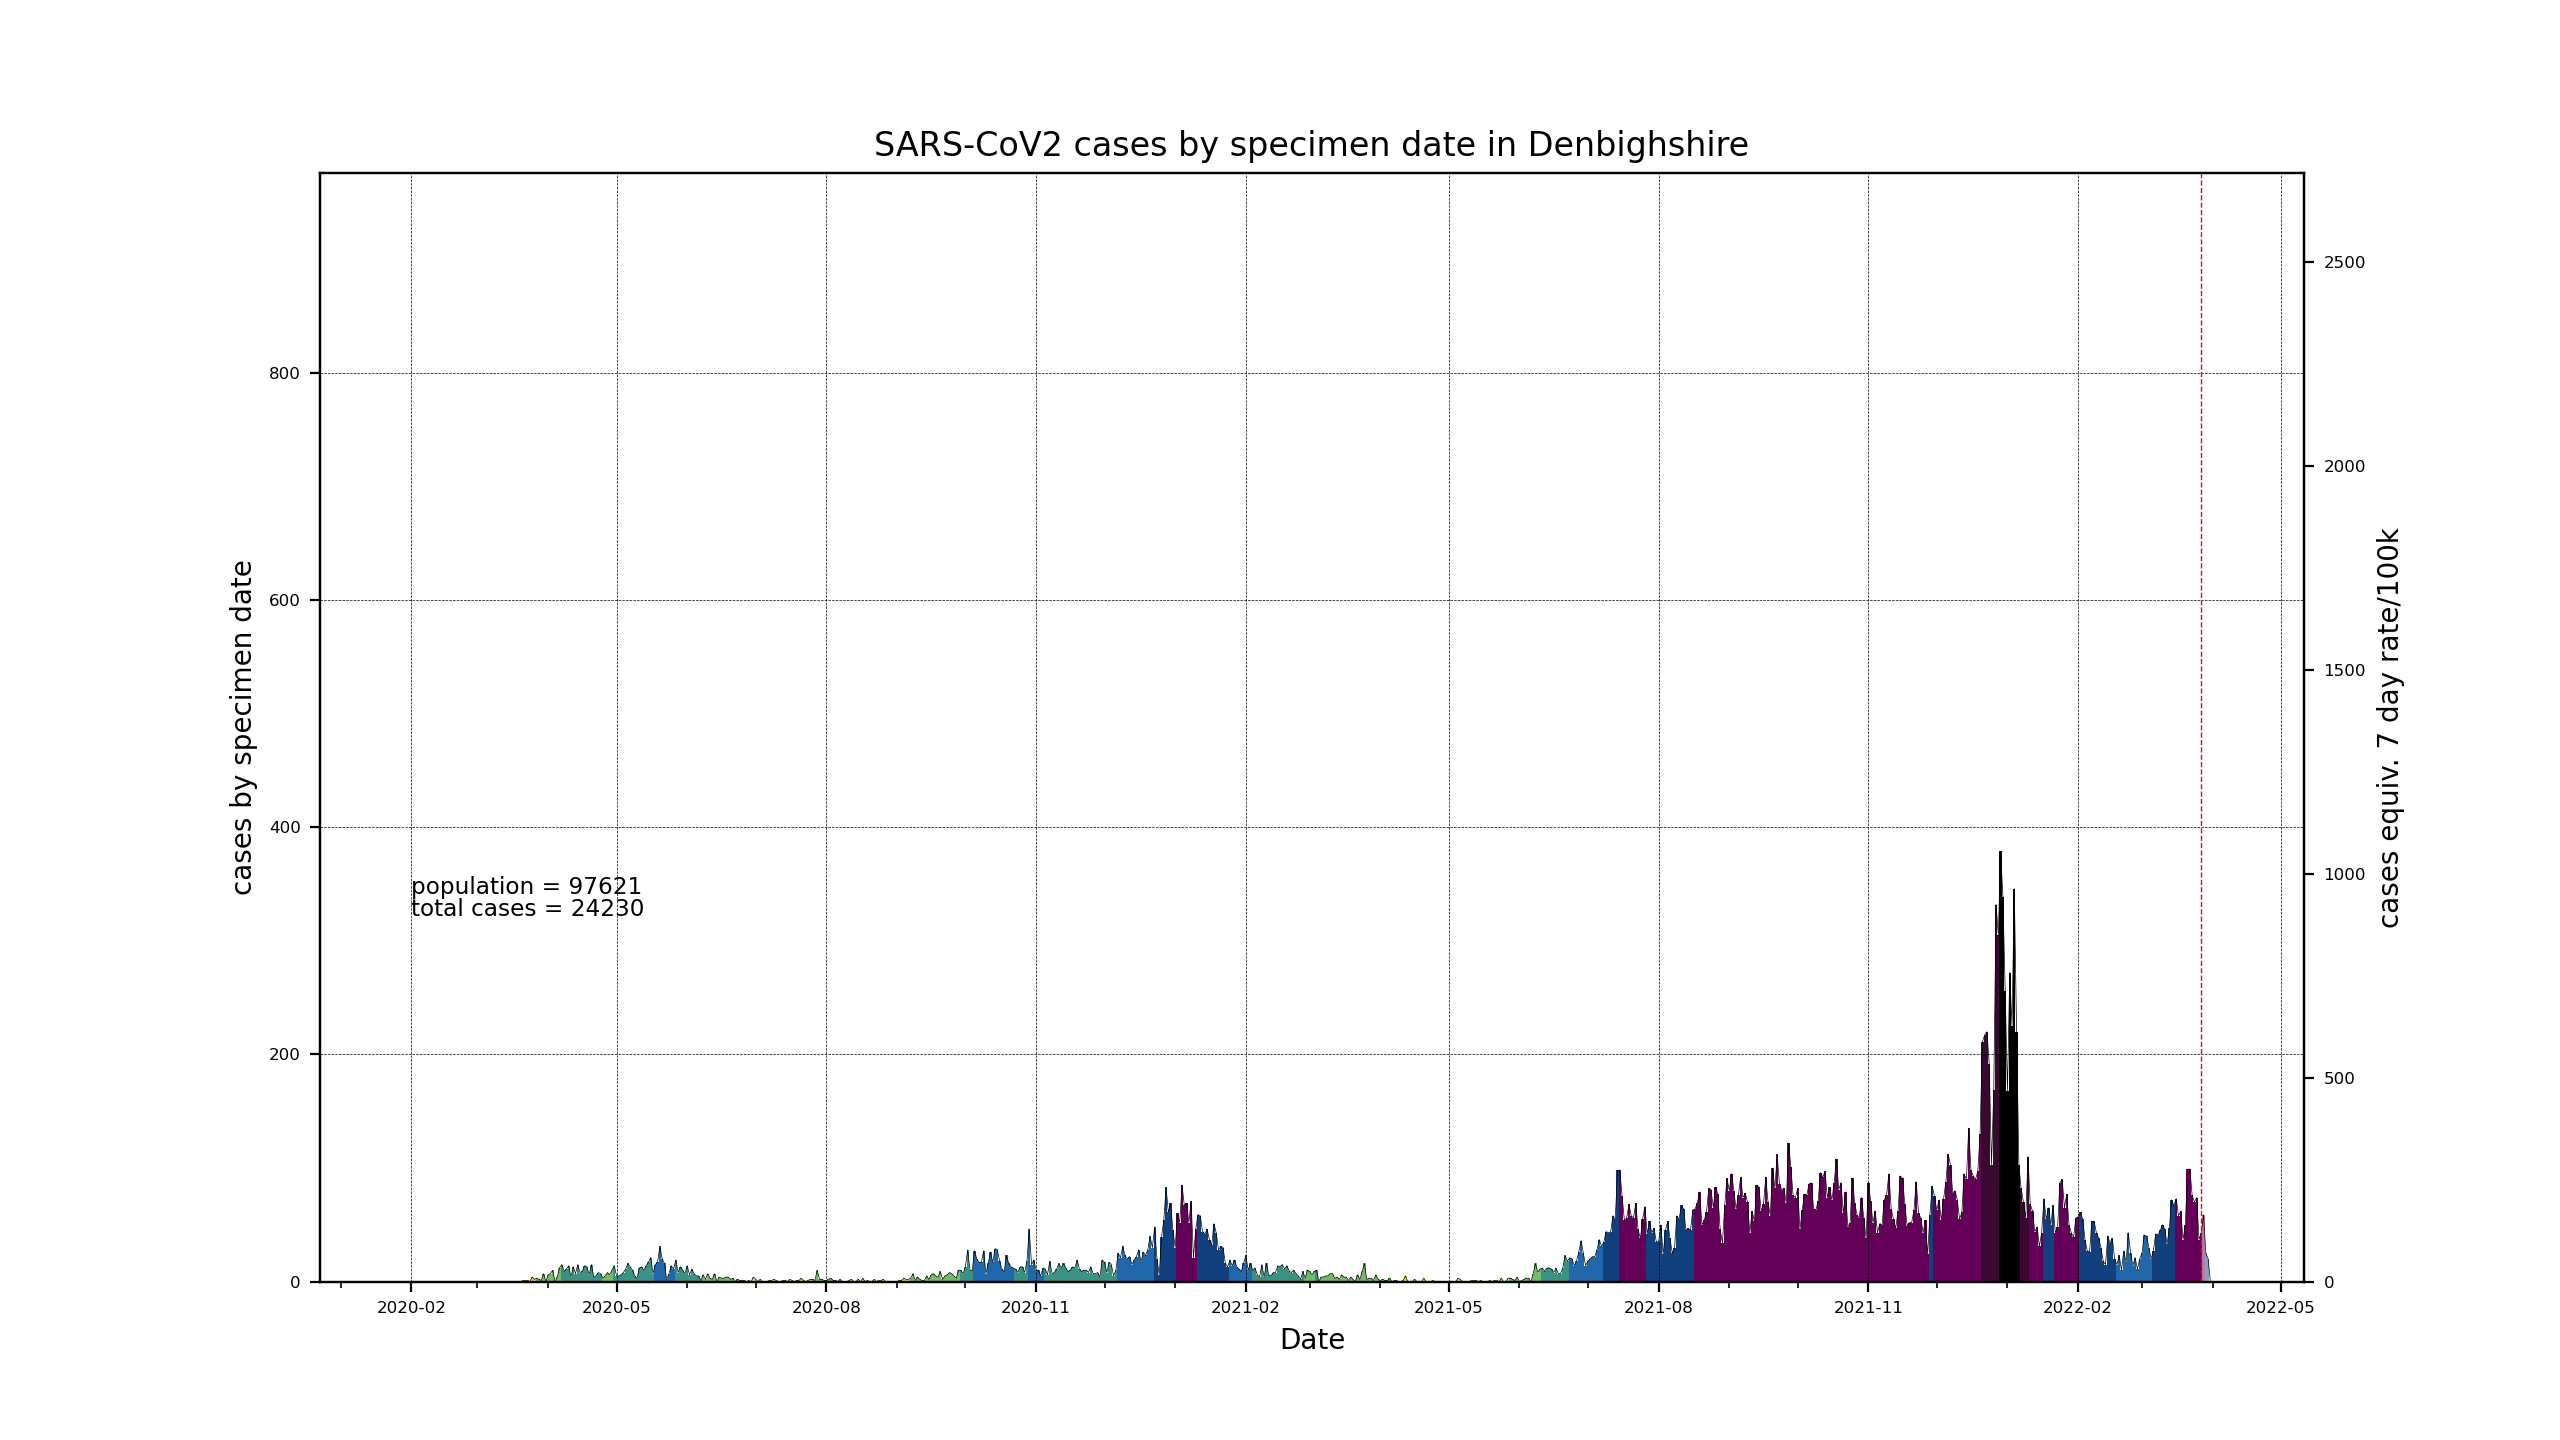 SARS-CoV2 cases by specimen date in Denbighshire
cases by specimen date
800
600
400
200
0
population = 97621
total cases = 24230
2500
2000
1500
1000
500
0
cases equiv. 7 day rate/100k
2020-02 2020-05 2020-08 2020-11 2021-02 2021-05 2021-08 2021-11 2022-02 2022-05
Date